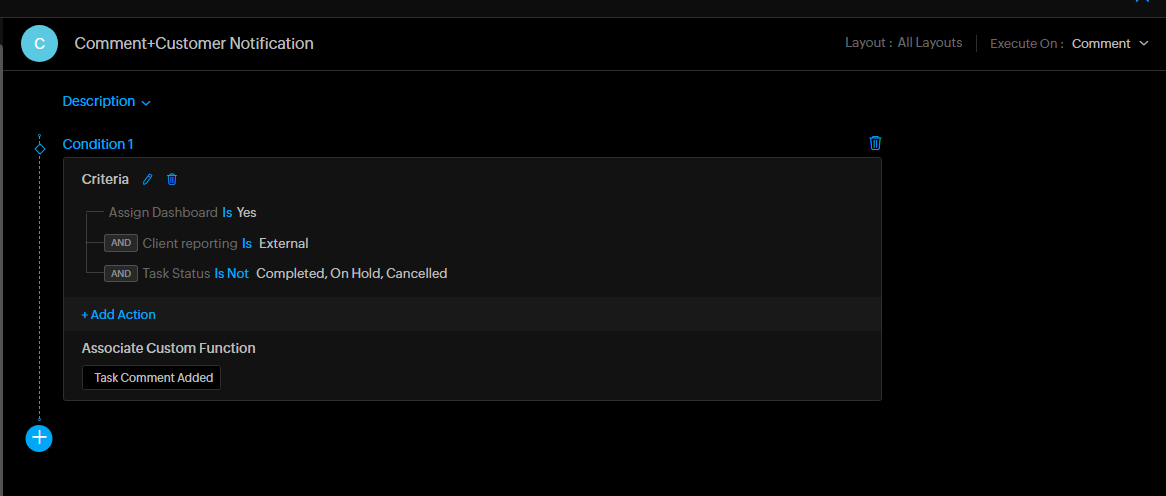 C Comment+Customer Notification Layout : All Layouts Execute On : Comment
Description
Condition 1
Criteria
Assign Dashboard Is Yes
AND Client reporting Is External
AND Task Status Is Not Completed, On Hold, Cancelled
+ Add Action
Associate Custom Function
Task Comment Added